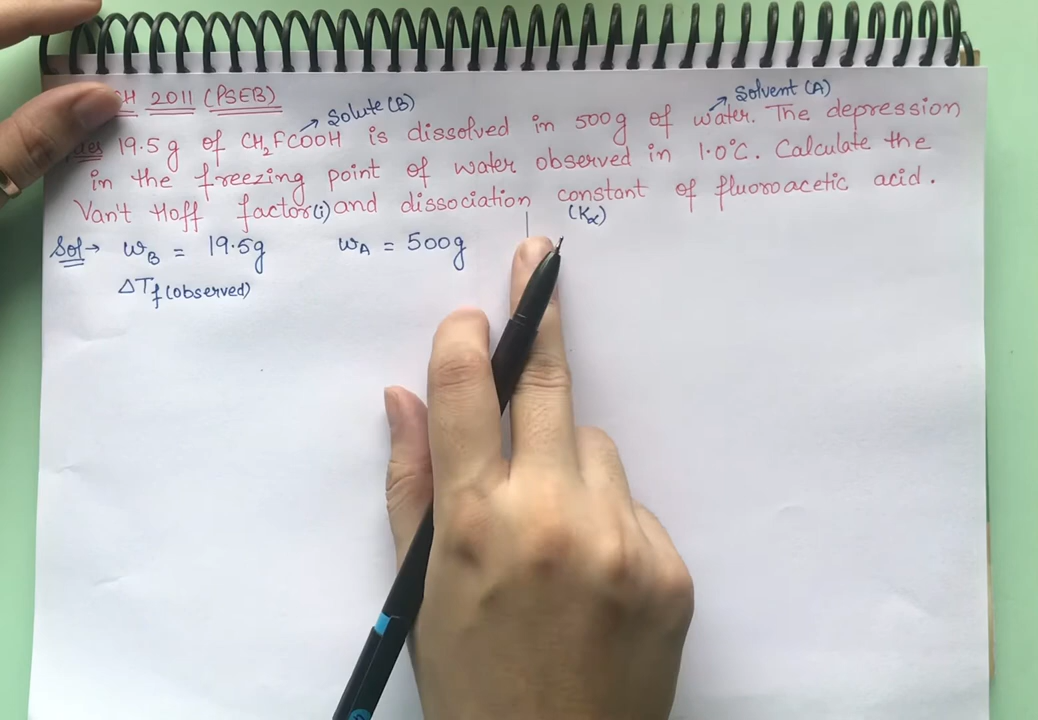 2011 (PSEB)
Solute (B)
Solvent (A)
19.5g of CH2FCOOH is dissolved in 500g of water. The depression
in the freezing point of water observed in 1.0°C. Calculate the
Van't Hoff factor (i) and dissociation constant of fluoroacetic acid.
(Kα)
Sol → wB = 19.5g wA = 500g
ΔTf (observed)